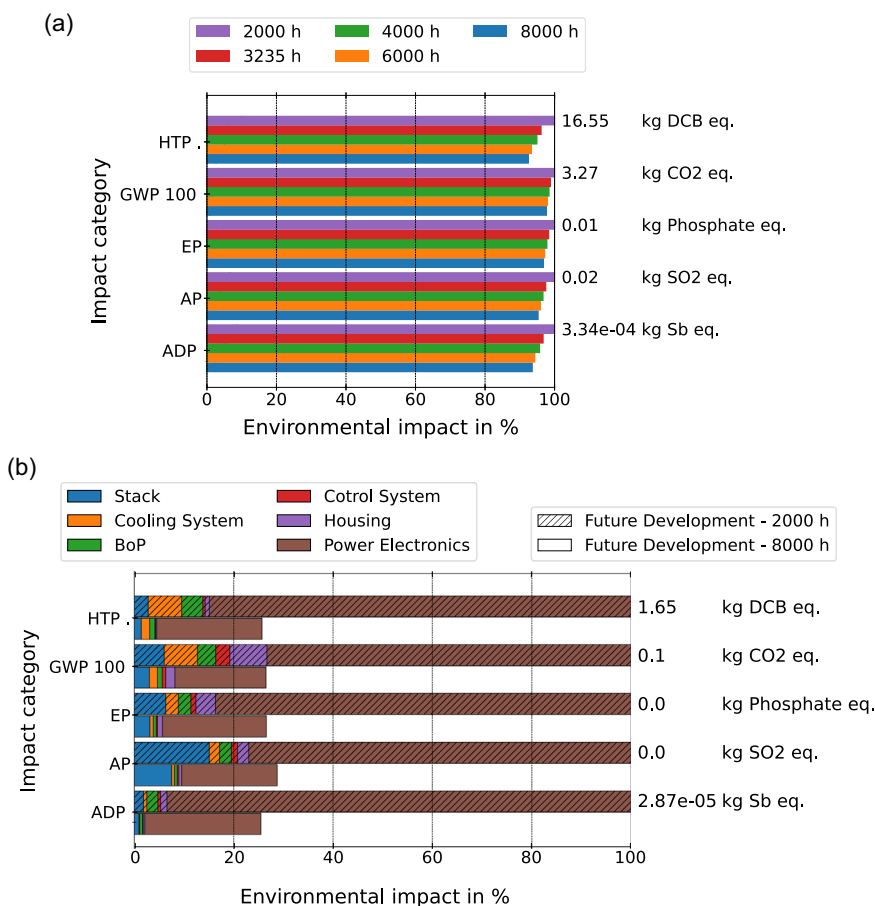 (a)
2000 h
4000 h
8000 h
3235 h
6000 h
Impact category
HTP .
16.55 kg DCB eq.
GWP 100
3.27 kg CO2 eq.
EP
0.01 kg Phosphate eq.
AP
0.02 kg SO2 eq.
ADP
3.34e-04 kg Sb eq.
0 20 40 60 80 100
Environmental impact in %
(b)
Stack
Cotrol System
Cooling System
Housing
BoP
Power Electronics
Future Development - 2000 h
Future Development - 8000 h
Impact category
HTP .
1.65 kg DCB eq.
GWP 100
0.1 kg CO2 eq.
EP
0.0 kg Phosphate eq.
AP
0.0 kg SO2 eq.
ADP
2.87e-05 kg Sb eq.
0 20 40 60 80 100
Environmental impact in %